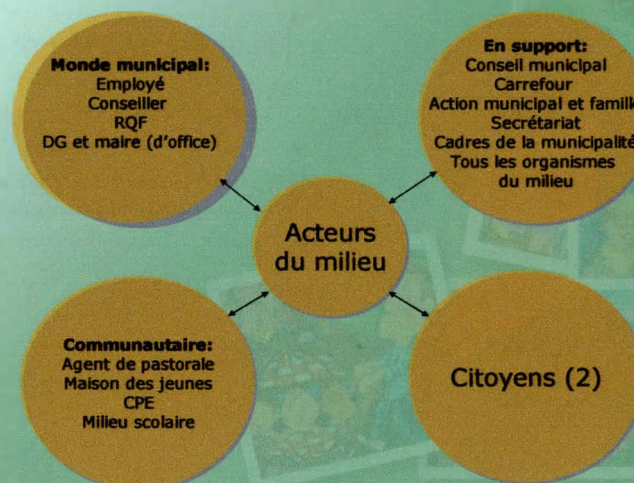 Monde municipal:
Employé
Conseiller
RQF
DG et maire (d'office)
En support:
Conseil municipal
Carrefour
Action municipal et famill
Secrétariat
Cadres de la municipalité
Tous les organismes
du milieu
Acteurs
du milieu
Communautaire:
Agent de pastorale
Maison des jeunes
CPE
Milieu scolaire
Citoyens (2)